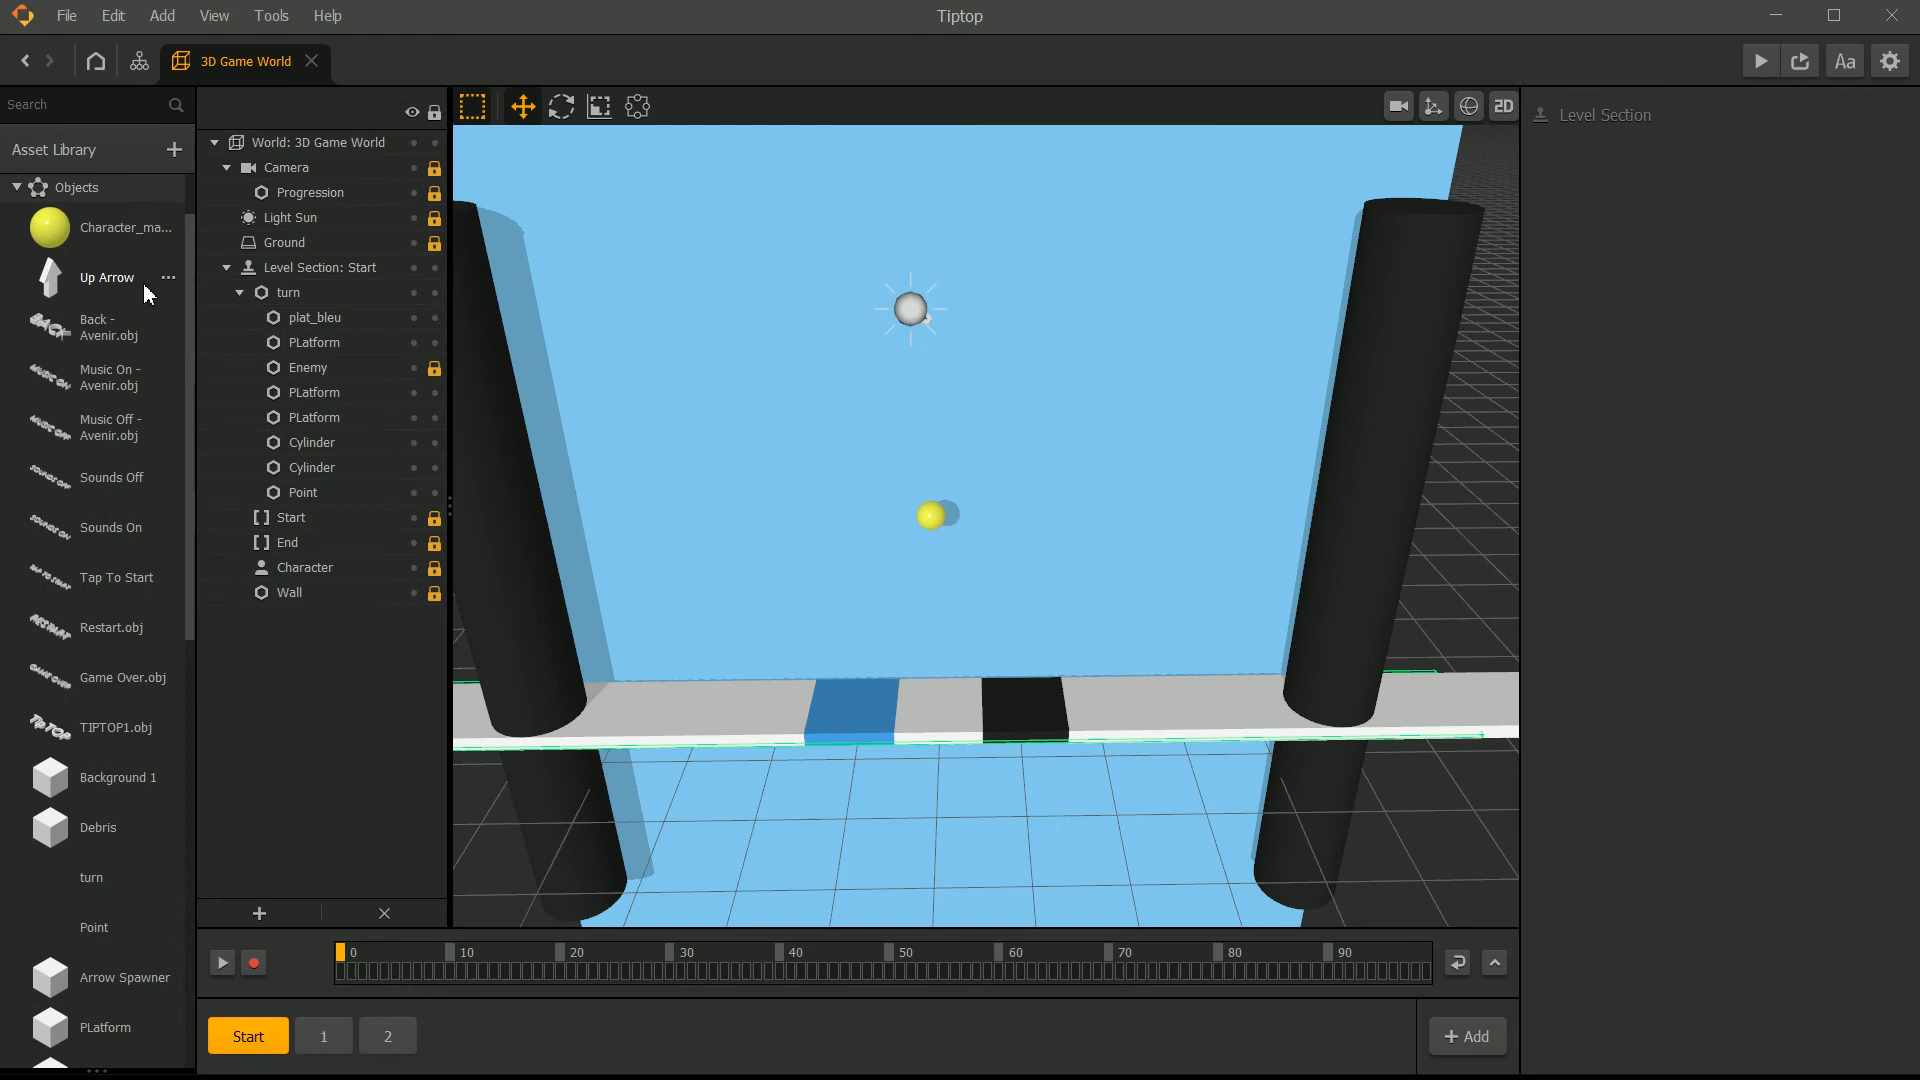 File Edit Add View Tools Help
Tiptop
3D Game World
Aa
Search
Asset Library
Objects
Character_ma...
Up Arrow
Back -
Avenir.obj
Music On -
Avenir.obj
Music Off -
Avenir.obj
Sounds Off
Sounds On
Tap To Start
Restart.obj
Game Over.obj
TIPTOP1.obj
Background 1
Debris
turn
Point
Arrow Spawner
PLatform
World: 3D Game World
Camera
Progression
Light Sun
Ground
Level Section: Start
turn
plat_bleu
PLatform
Enemy
PLatform
PLatform
Cylinder
Cylinder
Point
Start
End
Character
Wall
2D
Level Section
0 10 20 30 40 50 60 70 80 90
Start 1 2
Add